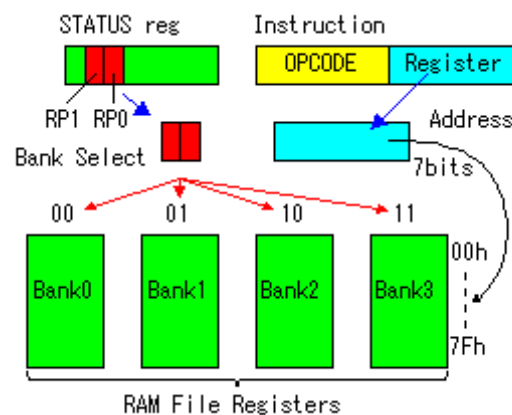 STATUS reg Instruction
OPCODE Register
RP1 RP0 Address
Bank Select 7bits
00 01 10 11
00h
Bank0 Bank1 Bank2 Bank3
7Fh
RAM File Registers